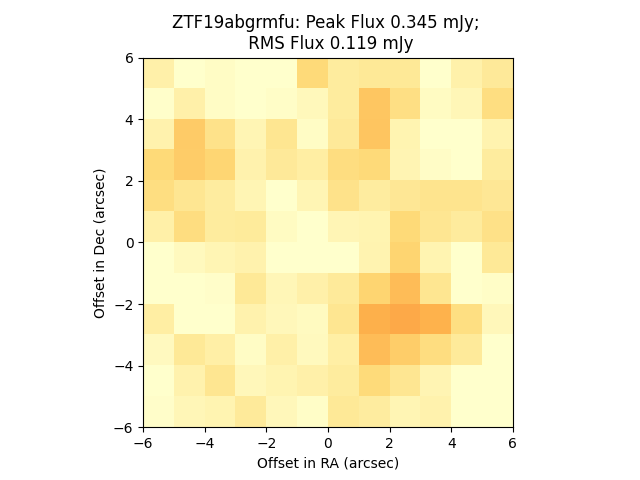 ZTF19abgrmfu: Peak Flux 0.345 mJy;
RMS Flux 0.119 mJy
6
4
2
0
−2
−4
−6
Offset in Dec (arcsec)
−6 −4 −2 0 2 4 6
Offset in RA (arcsec)